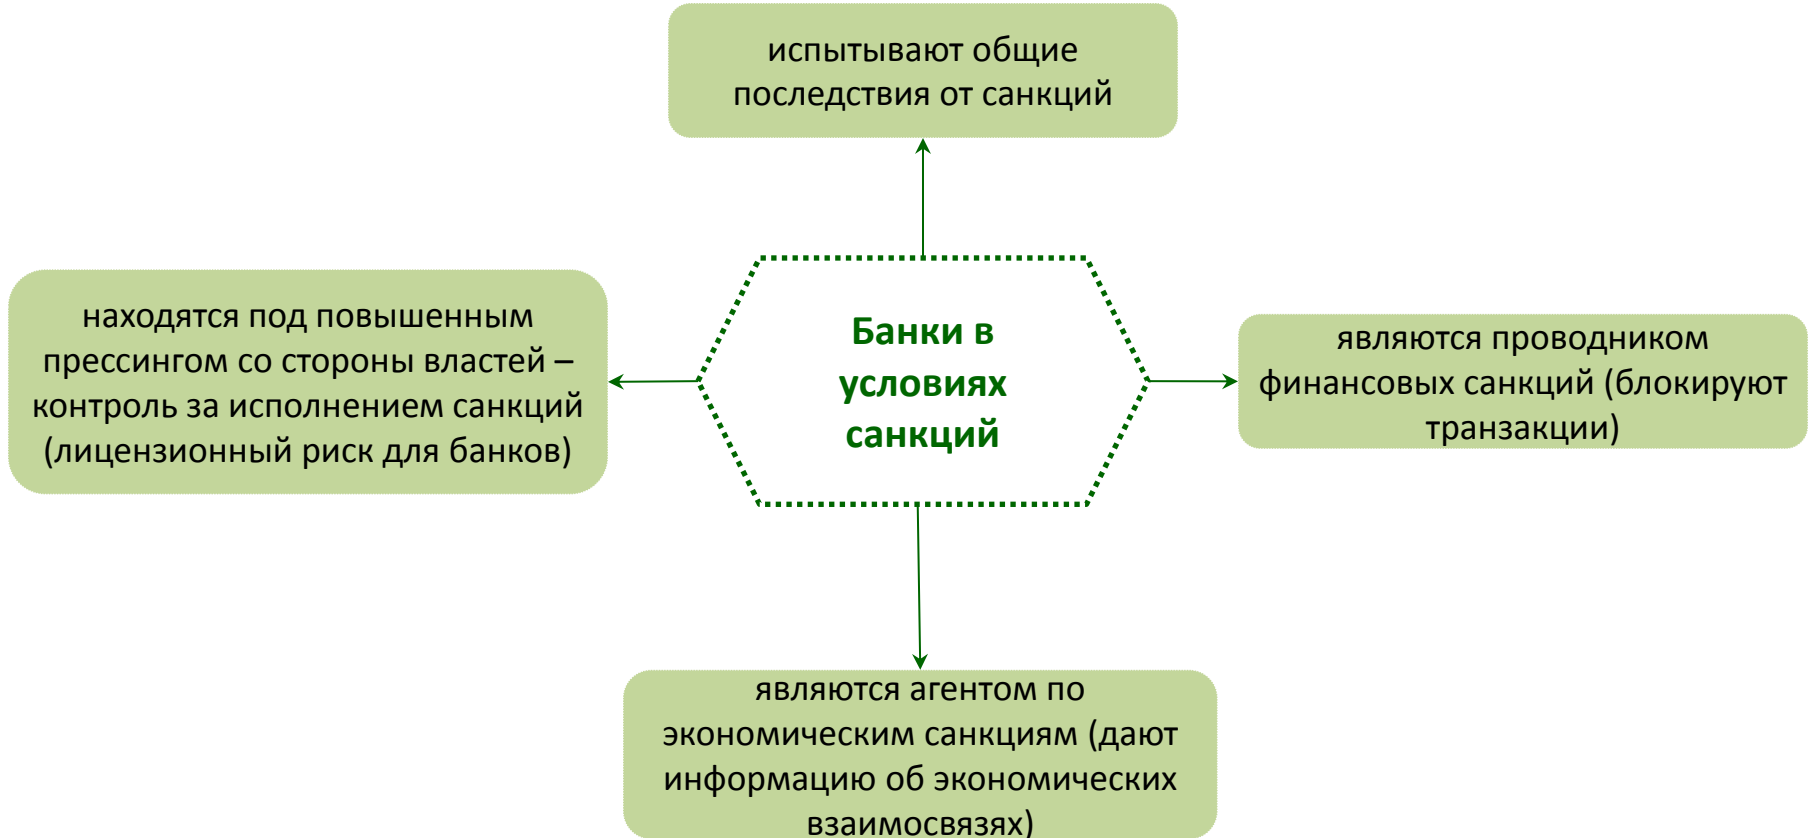 испытывают общие
последствия от санкций
находятся под повышенным
прессингом со стороны властей –
контроль за исполнением санкций
(лицензионный риск для банков)
Банки в
условиях
санкций
являются проводником
финансовых санкций (блокируют
транзакции)
являются агентом по
экономическим санкциям (дают
информацию об экономических
взаимосвязях)